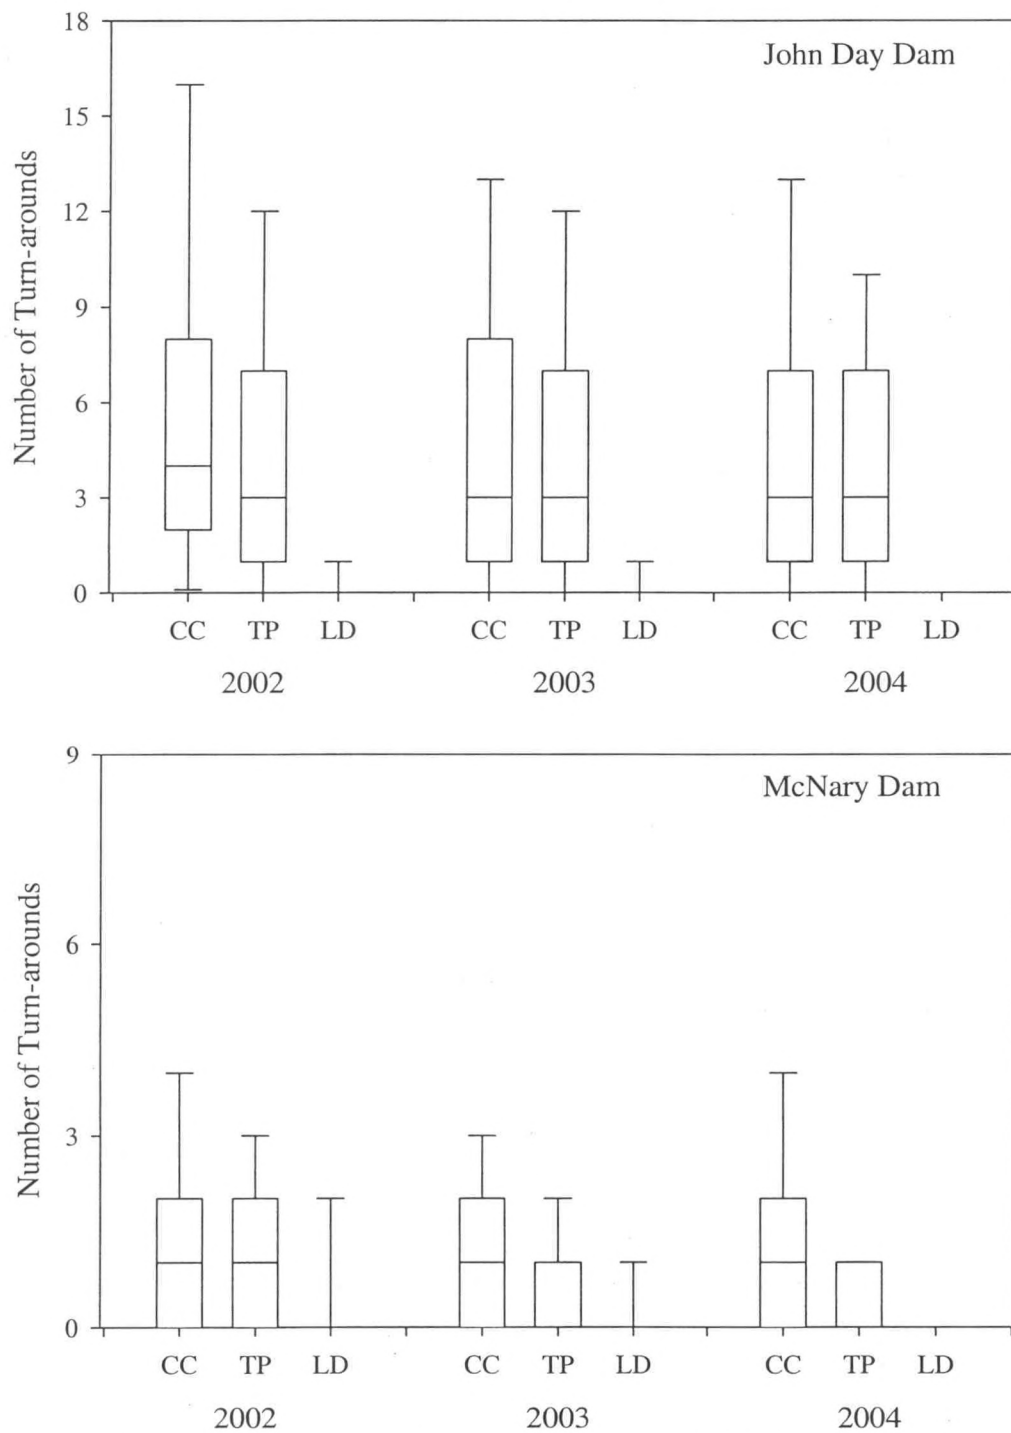 John Day Dam
Number of Turn-arounds
18
15
12
9
6
3
0
CC TP LD CC TP LD CC TP LD
2002 2003 2004
McNary Dam
Number of Turn-arounds
9
6
3
0
CC TP LD CC TP LD CC TP LD
2002 2003 2004